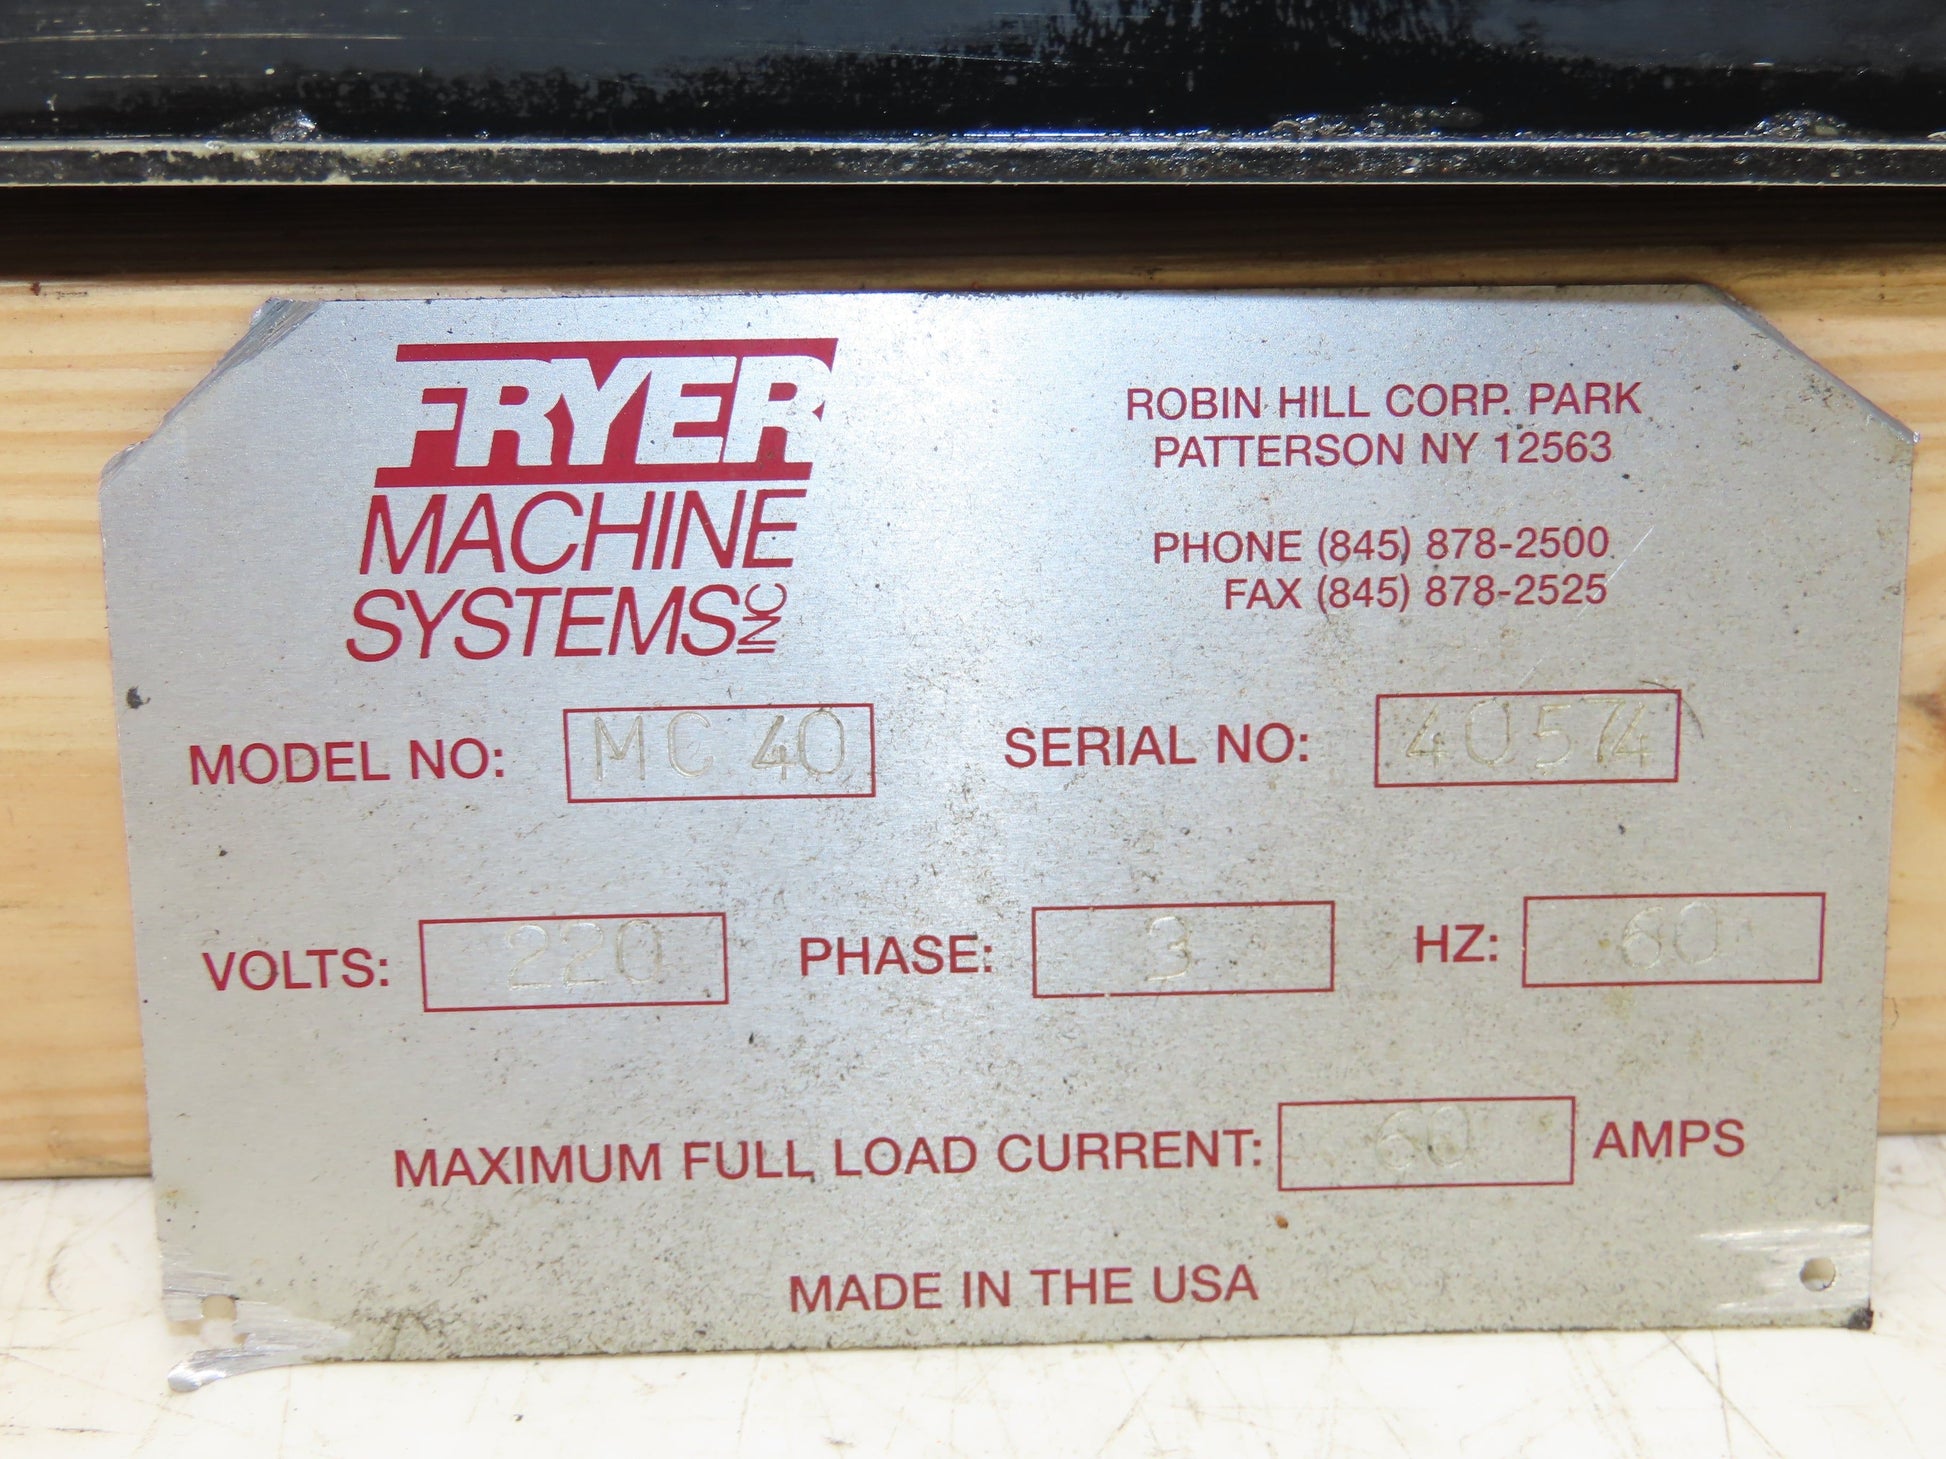 FRYER
MACHINE
SYSTEMS INC
ROBIN HILL CORP. PARK
PATTERSON NY 12563
PHONE (845) 878-2500
FAX (845) 878-2525
MODEL NO: MC 40 SERIAL NO: 40574
VOLTS: 220 PHASE: 3 HZ: 60
MAXIMUM FULL LOAD CURRENT: 60 AMPS
MADE IN THE USA